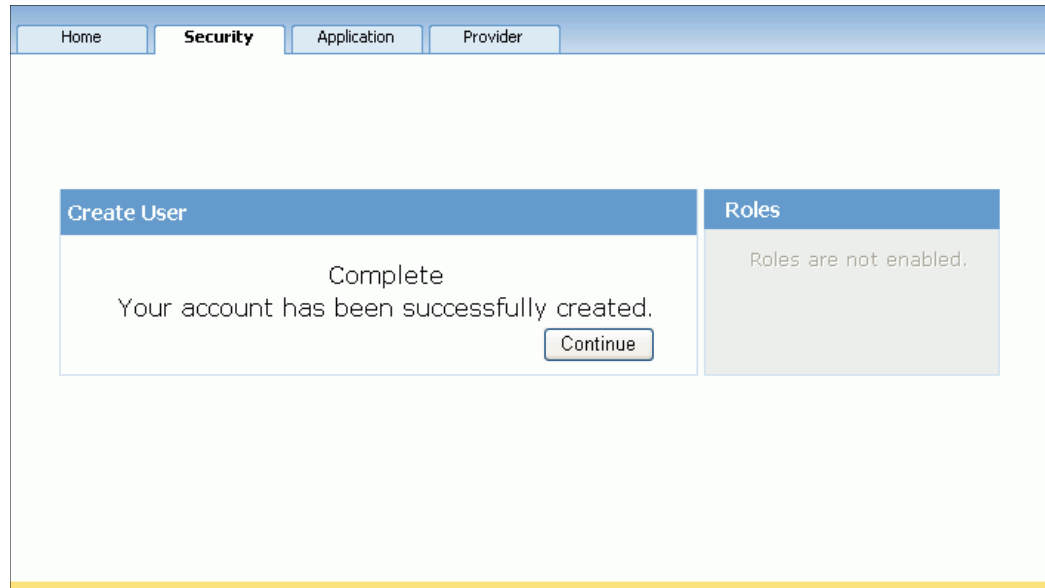 Home Security Application Provider
Create User
Complete
Your account has been successfully created.
Continue
Roles
Roles are not enabled.